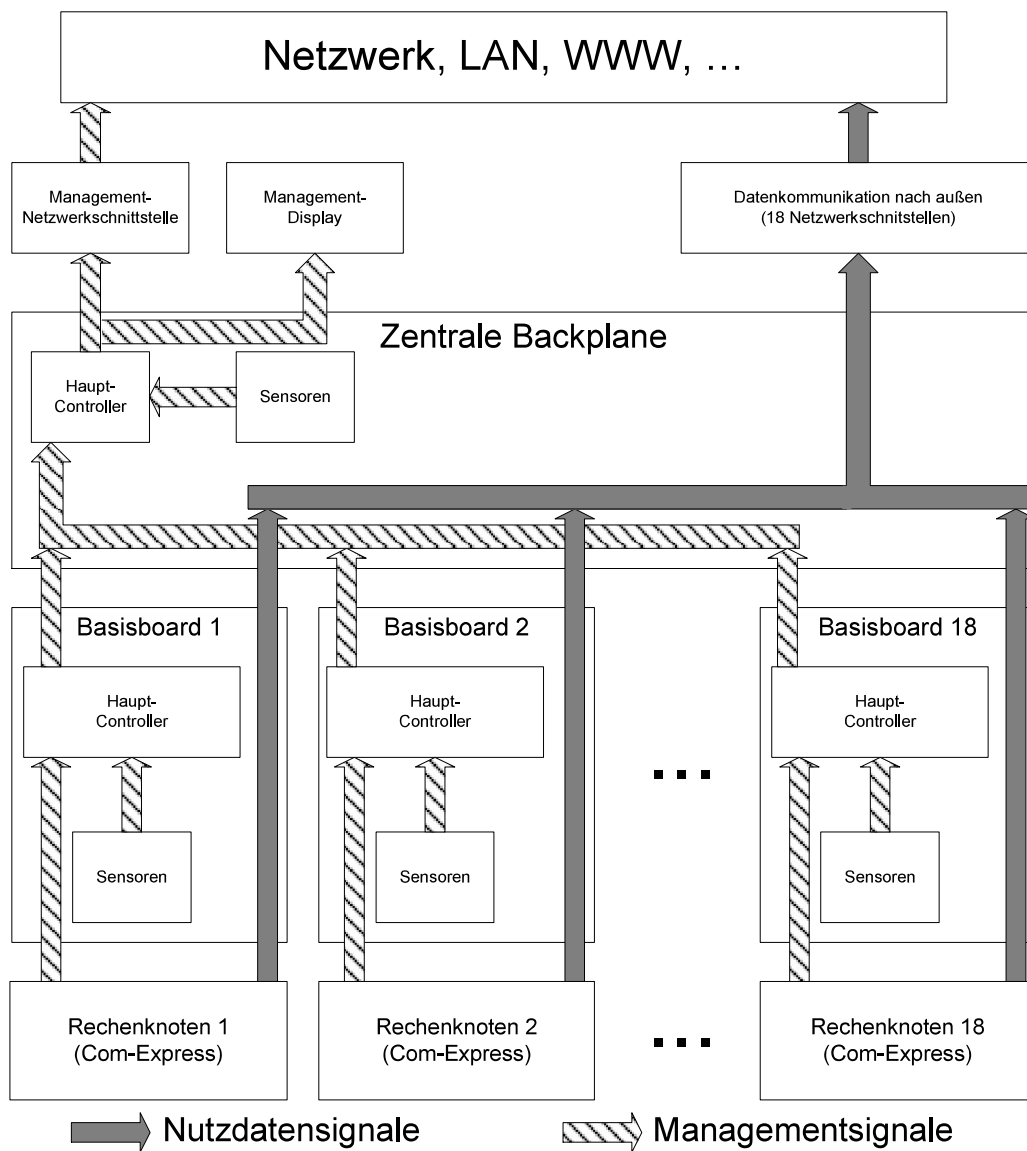 Netzwerk, LAN, WWW, ...
Management-
Netzwerkschnittstelle
Management-
Display
Datenkommunikation nach außen
(18 Netzwerkschnitstellen)
Zentrale Backplane
Haupt-
Controller
Sensoren
Basisboard 1
Basisboard 2
Basisboard 18
Haupt-
Controller
Haupt-
Controller
Haupt-
Controller
Sensoren
Sensoren
Sensoren
Rechenknoten 1
(Com-Express)
Rechenknoten 2
(Com-Express)
Rechenknoten 18
(Com-Express)
Nutzdatensignale
Managementsignale